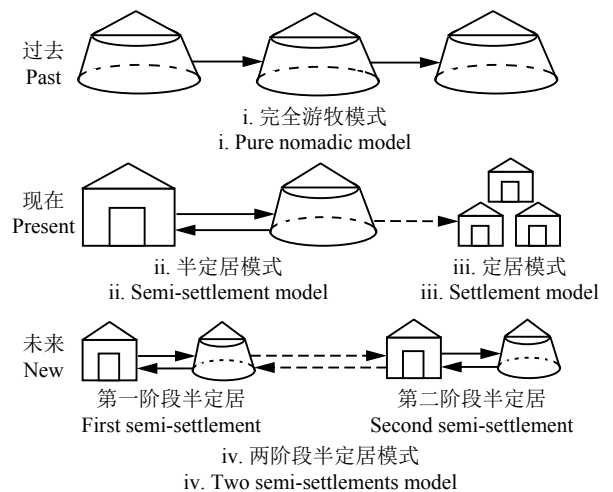 过去
Past
i. 完全游牧模式
i. Pure nomadic model
现在
Present
ii. 半定居模式
ii. Semi-settlement model
iii. 定居模式
iii. Settlement model
未来
New
第一阶段半定居
First semi-settlement
第二阶段半定居
Second semi-settlement
iv. 两阶段半定居模式
iv. Two semi-settlements model